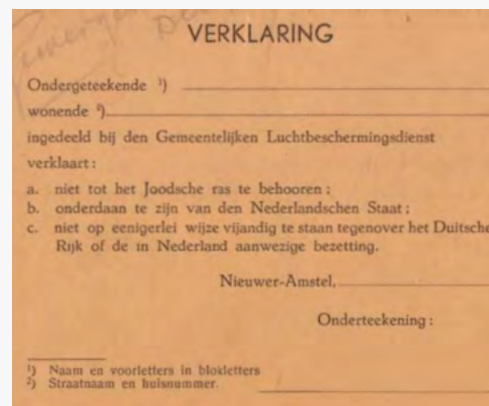 VERKLARING
Ondergeteekende ¹)
wonende ²)
ingedeeld bij den Gemeentelijken Luchtbeschermingsdienst
verklaart :
a. niet tot het Joodsche ras te behooren ;
b. onderdaan te zijn van den Nederlandschen Staat ;
c. niet op eenigerlei wijze vijandig te staan tegenover het Duitsche
Rijk of de in Nederland aanwezige bezetting.
Nieuwer-Amstel,
Onderteekening :
¹) Naam en voorletters in blokletters
²) Straatnaam en huisnummer.